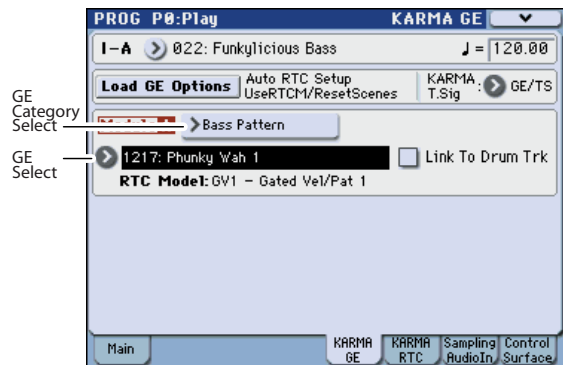 PROG P0:Play KARMA GE
I-A 022: Funkylicious Bass ♩= 120.00
Load GE Options Auto RTC Setup KARMA T.Sig : GE/TS
UseRTCM/ResetScenes
GE Category Select
Bass Pattern
GE Select
1217: Phunky Wah 1 Link To Drum Trk
RTC Model: GV1 - Gated Vel/Pat 1
Main KARMA GE KARMA RTC Sampling AudioIn Control Surface